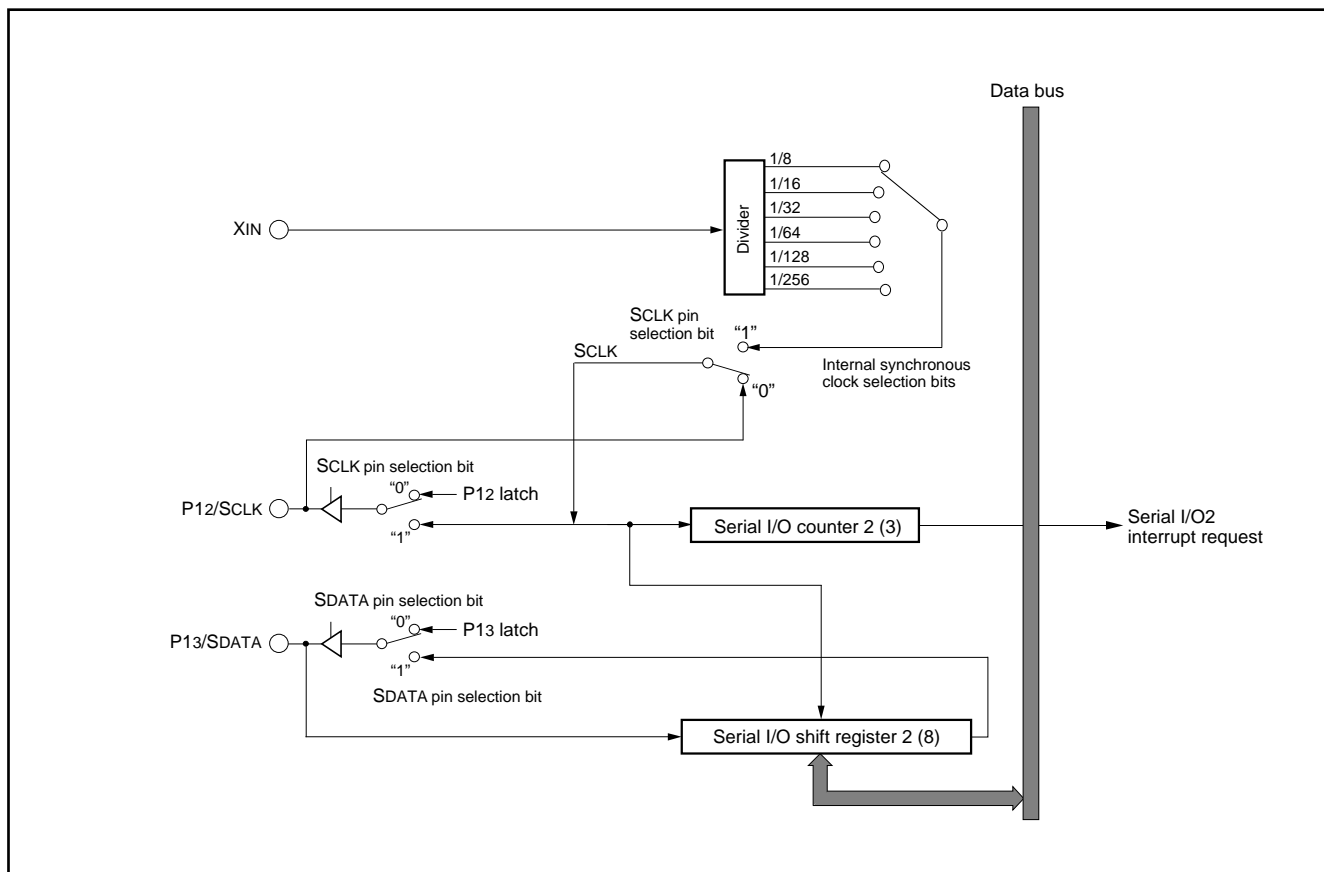 Data bus
1/8
1/16
1/32
1/64
1/128
1/256
Divider
XIN
SCLK pin
selection bit
"1"
SCLK
"0"
Internal synchronous
clock selection bits
SCLK pin selection bit
"0"
P12 latch
P12/SCLK
"1"
Serial I/O counter 2 (3)
Serial I/O2
interrupt request
SDATA pin selection bit
"0"
P13 latch
P13/SDATA
"1"
SDATA pin selection bit
Serial I/O shift register 2 (8)